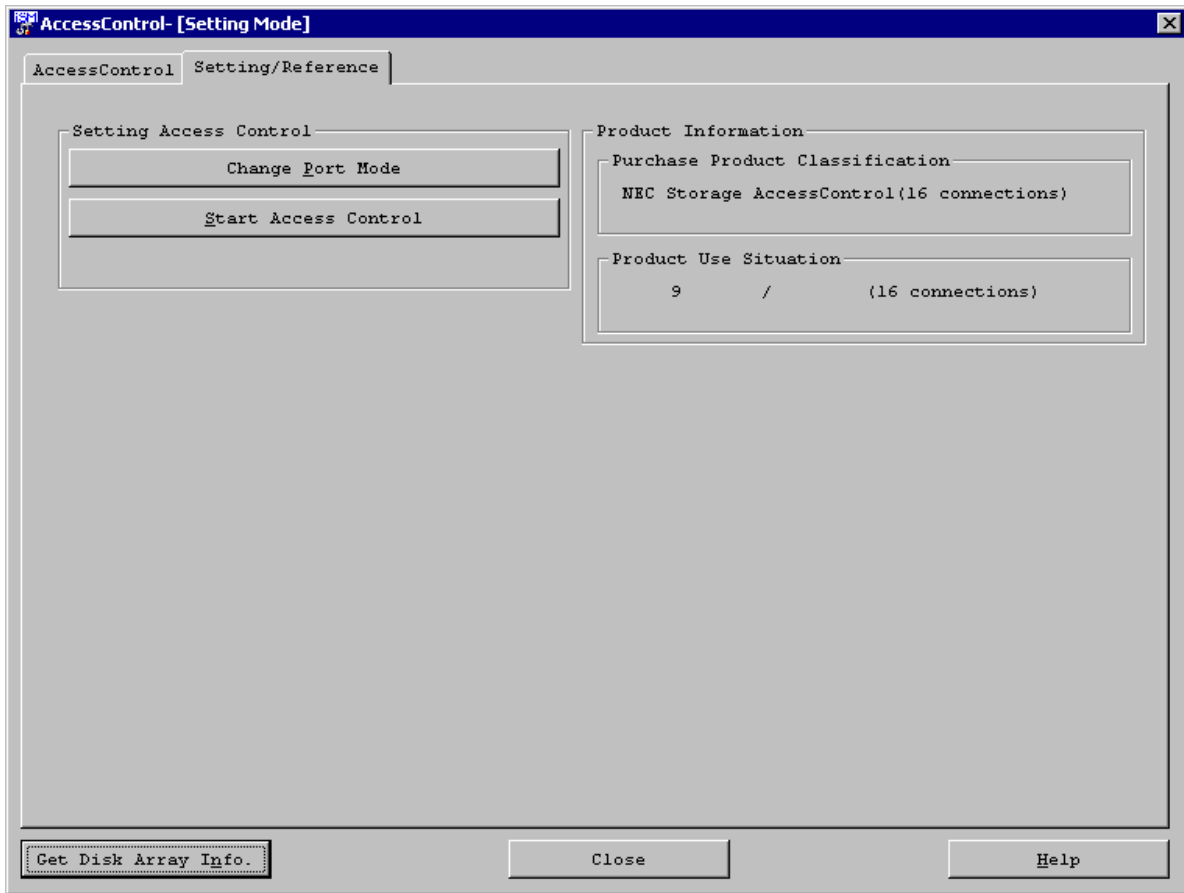 AccessControl- [Setting Mode]
AccessControl
Setting/Reference
Setting Access Control
Change Port Mode
Start Access Control
Product Information
Purchase Product Classification
NEC Storage AccessControl(16 connections)
Product Use Situation
9 / (16 connections)
Get Disk Array Info.
Close
Help